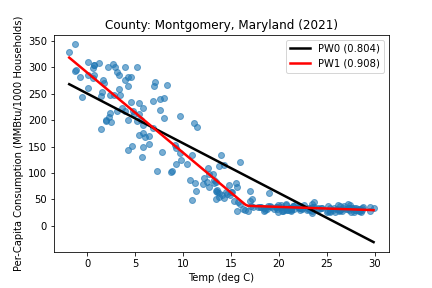 County: Montgomery, Maryland (2021)
PW0 (0.804)
PW1 (0.908)
Per-Capita Consumption (MMBtu/1000 Households)
350
300
250
200
150
100
50
0
0 5 10 15 20 25 30
Temp (deg C)